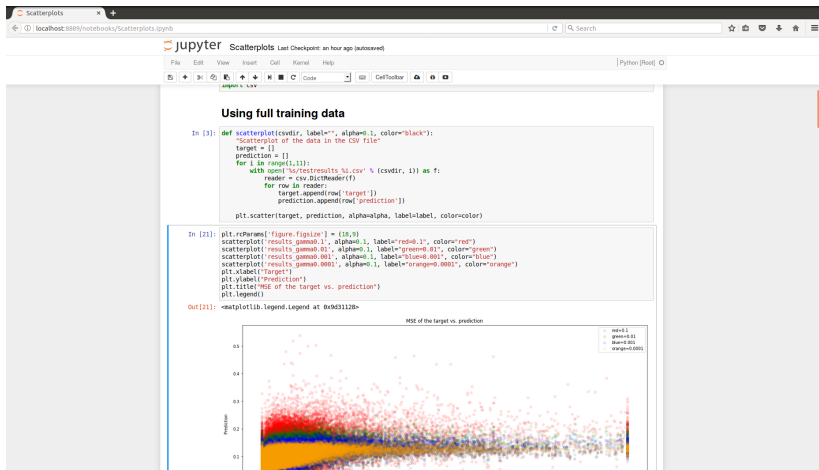 Scatterplots
localhost:8889/notebooks/Scatterplots.ipynb
Search
jupyter Scatterplots Last Checkpoint: an hour ago (autosaved)
File Edit View Insert Cell Kernel Help
Python [Root]
Code
CellToolbar
import csv
Using full training data
In [3]: def scatterplot(csvdir, label="", alpha=0.1, color="black"):
"Scatterplot of the data in the CSV file"
target = []
prediction = []
for i in range(1,11):
with open('%s/testresults_%i.csv' % (csvdir, i)) as f:
reader = csv.DictReader(f)
for row in reader:
target.append(row['target'])
prediction.append(row['prediction'])
plt.scatter(target, prediction, alpha=alpha, label=label, color=color)
In [21]: plt.rcParams['figure.figsize'] = (18,9)
scatterplot('results_gamma0.1', alpha=0.1, label="red=0.1", color="red")
scatterplot('results_gamma0.01', alpha=0.1, label="green=0.01", color="green")
scatterplot('results_gamma0.001', alpha=0.1, label="blue=0.001", color="blue")
scatterplot('results_gamma0.0001', alpha=0.1, label="orange=0.0001", color="orange")
plt.xlabel("Target")
plt.ylabel("Prediction")
plt.title("MSE of the target vs. prediction")
plt.legend()
Out[21]: <matplotlib.legend.Legend at 0x9d31128>
MSE of the target vs. prediction
red=0.1
green=0.01
blue=0.001
orange=0.0001
0.5
0.4
0.3
0.2
0.1
Prediction